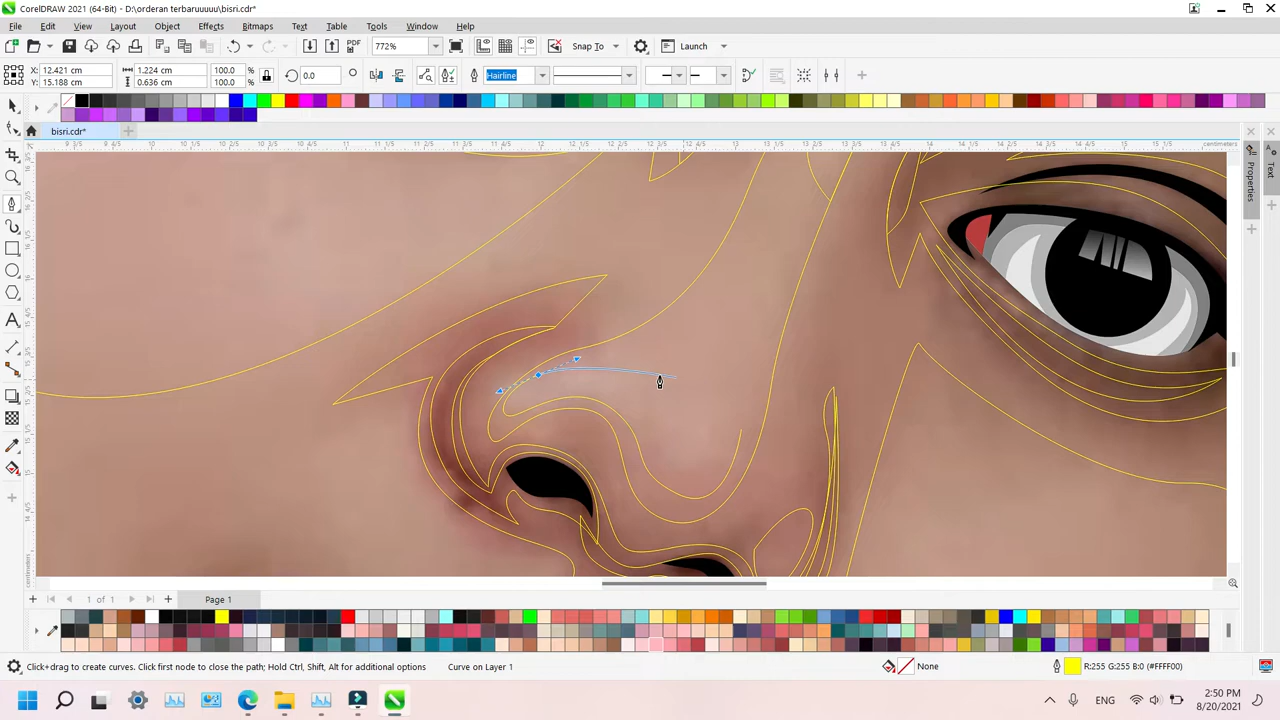 CorelDRAW 2021 (64-Bit) - D:\orderan terbaruuuuu\bisri.cdr*
File Edit View Layout Object Effects Bitmaps Text Table Tools Window Help
PDF 772% Snap To Launch
X: 12.421 cm 1.224 cm 100.0 % 0.0 Hairline
Y: 15.188 cm 0.636 cm 100.0 %
bisri.cdr*
centimeters
Properties
Text
1 of 1 Page 1
Click+drag to create curves. Click first node to close the path; Hold Ctrl, Shift, Alt for additional options Curve on Layer 1 None R:255 G:255 B:0 (#FFFF00)
ENG 2:50 PM
8/20/2021